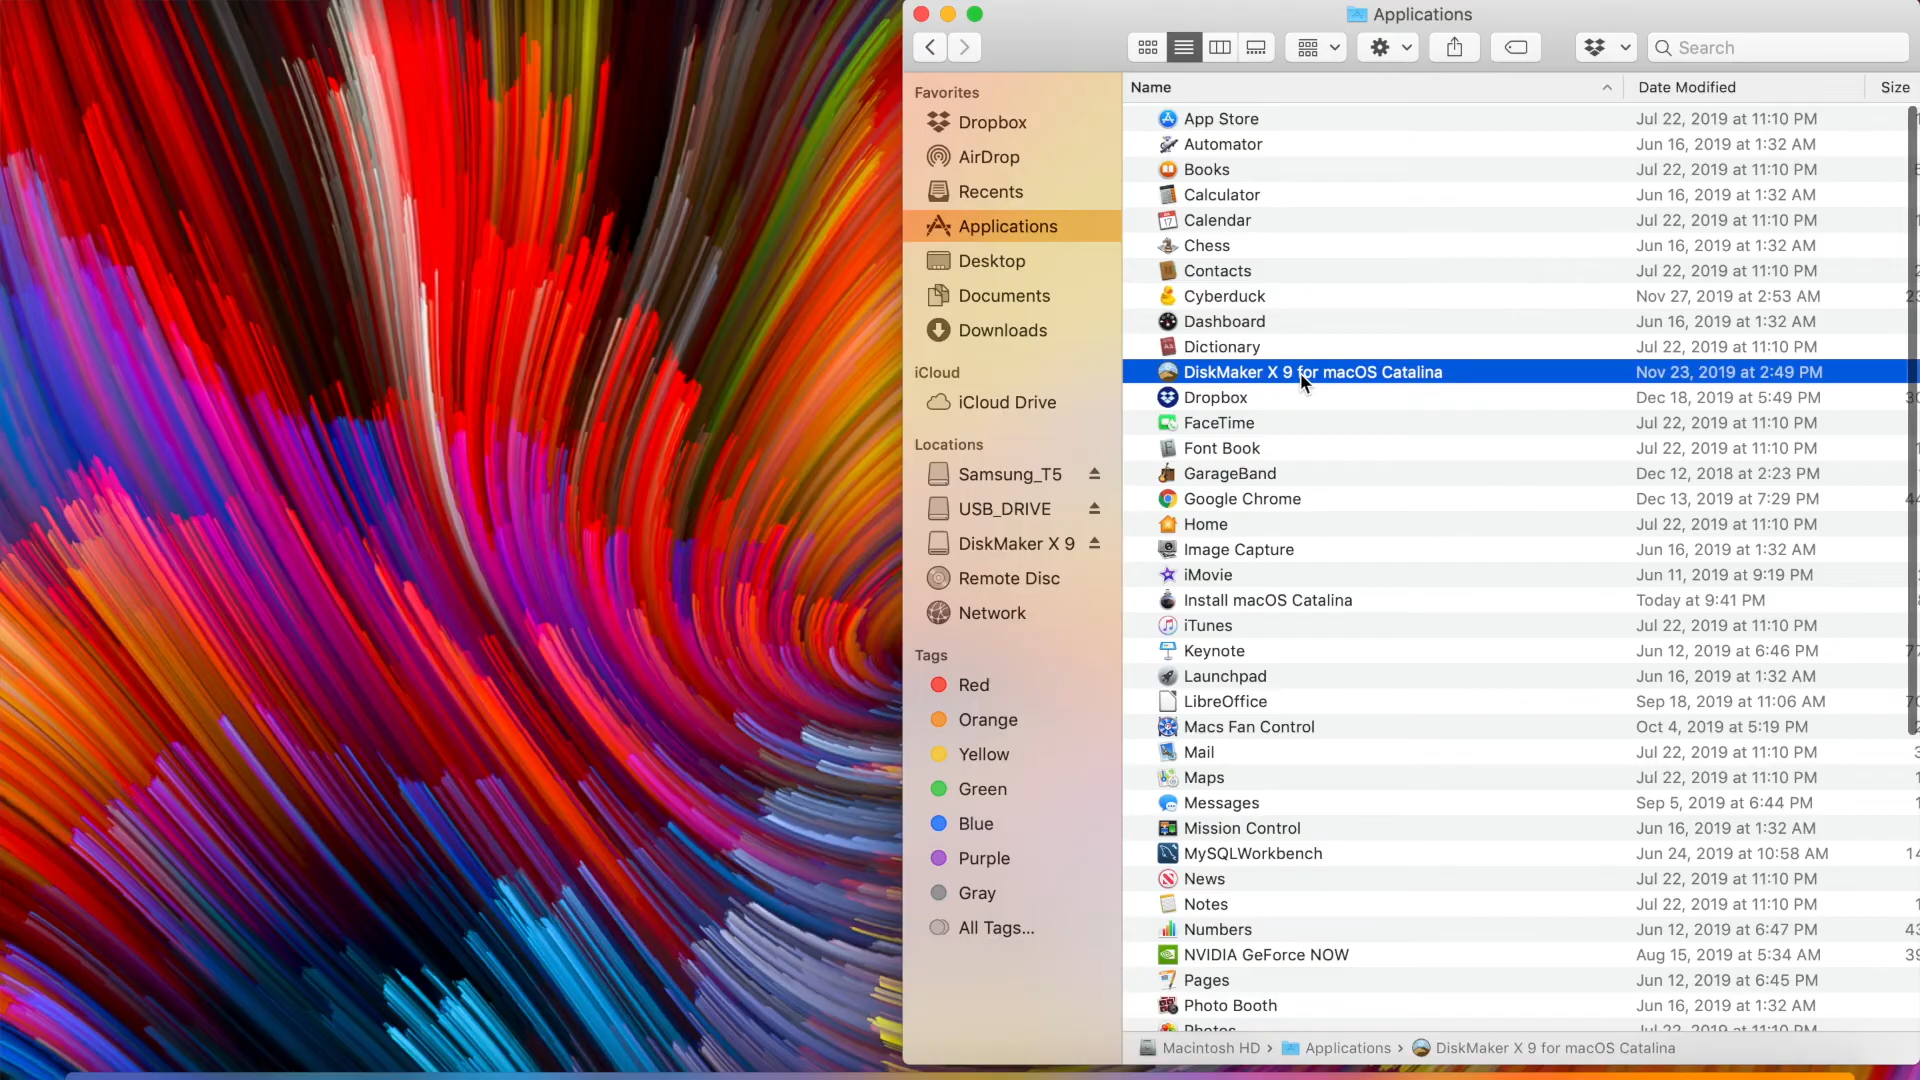 Applications
Search
Favorites
Dropbox
AirDrop
Recents
Applications
Desktop
Documents
Downloads
iCloud
iCloud Drive
Locations
Samsung_T5
USB_DRIVE
DiskMaker X 9
Remote Disc
Network
Tags
Red
Orange
Yellow
Green
Blue
Purple
Gray
All Tags...
Name Date Modified Size
App Store Jul 22, 2019 at 11:10 PM
Automator Jun 16, 2019 at 1:32 AM
Books Jul 22, 2019 at 11:10 PM
Calculator Jun 16, 2019 at 1:32 AM
Calendar Jul 22, 2019 at 11:10 PM
Chess Jun 16, 2019 at 1:32 AM
Contacts Jul 22, 2019 at 11:10 PM
Cyberduck Nov 27, 2019 at 2:53 AM
Dashboard Jun 16, 2019 at 1:32 AM
Dictionary Jul 22, 2019 at 11:10 PM
DiskMaker X 9 for macOS Catalina Nov 23, 2019 at 2:49 PM
Dropbox Dec 18, 2019 at 5:49 PM
FaceTime Jul 22, 2019 at 11:10 PM
Font Book Jul 22, 2019 at 11:10 PM
GarageBand Dec 12, 2018 at 2:23 PM
Google Chrome Dec 13, 2019 at 7:29 PM
Home Jul 22, 2019 at 11:10 PM
Image Capture Jun 16, 2019 at 1:32 AM
iMovie Jun 11, 2019 at 9:19 PM
Install macOS Catalina Today at 9:41 PM
iTunes Jul 22, 2019 at 11:10 PM
Keynote Jun 12, 2019 at 6:46 PM
Launchpad Jun 16, 2019 at 1:32 AM
LibreOffice Sep 18, 2019 at 11:06 AM
Macs Fan Control Oct 4, 2019 at 5:19 PM
Mail Jul 22, 2019 at 11:10 PM
Maps Jul 22, 2019 at 11:10 PM
Messages Sep 5, 2019 at 6:44 PM
Mission Control Jun 16, 2019 at 1:32 AM
MySQLWorkbench Jun 24, 2019 at 10:58 AM
News Jul 22, 2019 at 11:10 PM
Notes Jul 22, 2019 at 11:10 PM
Numbers Jun 12, 2019 at 6:47 PM
NVIDIA GeForce NOW Aug 15, 2019 at 5:34 AM
Pages Jun 12, 2019 at 6:45 PM
Photo Booth Jun 16, 2019 at 1:32 AM
Photos Jul 22, 2019 at 11:10 PM
Macintosh HD › Applications › DiskMaker X 9 for macOS Catalina